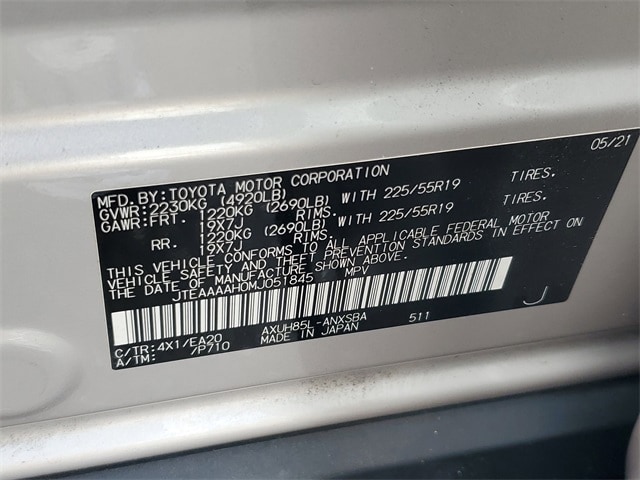 05/21
MFD.BY:TOYOTA MOTOR CORPORATION
GVWR:2230KG (4920LB)
GAWR:FRT. 1220KG (2690LB) WITH 225/55R19 TIRES.
19X7J RIMS.
RR. 1220KG (2690LB) WITH 225/55R19 TIRES.
19X7J RIMS.
THIS VEHICLE CONFORMS TO ALL APPLICABLE FEDERAL MOTOR
VEHICLE SAFETY AND THEFT PREVENTION STANDARDS IN EFFECT ON
THE DATE OF MANUFACTURE SHOWN ABOVE.
JTEAAAAH0MJ051845 MPV
J
C/TR:4X1/EA20 AXUH85L-ANXSBA 511
A/TM: /P710 MADE IN JAPAN